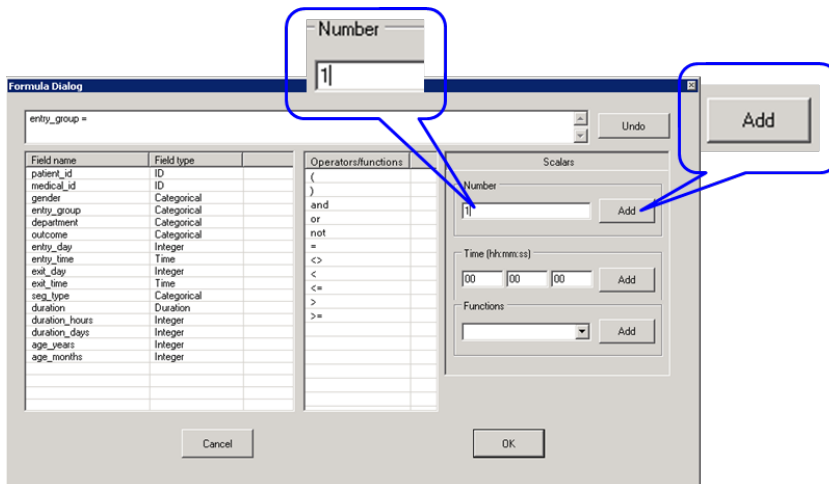 Number
1
Add
Formula Dialog
entry_group =
Undo
Field name Field type
patient_id ID
medical_id ID
gender Categorical
entry_group Categorical
department Categorical
outcome Categorical
entry_day Integer
entry_time Time
exit_day Integer
exit_time Time
seg_type Categorical
duration Duration
duration_hours Integer
duration_days Integer
age_years Integer
age_months Integer
Operators/functions
(
)
and
or
not
=
<>
<
<=
>
>=
Scalars
Number
1 Add
Time (hh:mm:ss)
00 00 00 Add
Functions
Add
Cancel OK